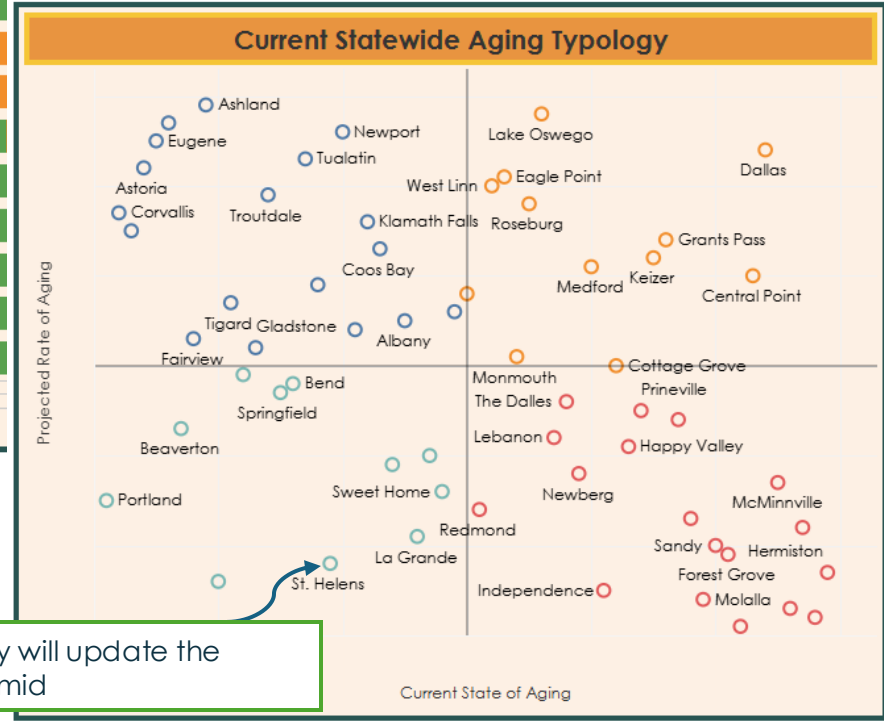 Current Statewide Aging Typology
Ashland
Newport
Lake Oswego
Eugene
Tualatin
Dallas
Astoria
West Linn
Eagle Point
Corvallis
Troutdale
Klamath Falls
Roseburg
Grants Pass
Coos Bay
Medford
Keizer
Central Point
Tigard
Gladstone
Albany
Fairview
Cottage Grove
Monmouth
Bend
Prineville
The Dalles
Springfield
Lebanon
Happy Valley
Beaverton
Sweet Home
Newberg
McMinnville
Portland
Redmond
La Grande
Sandy
Hermiston
St. Helens
Forest Grove
Independence
Molalla
Projected Rate of Aging
Current State of Aging
y will update the
mid